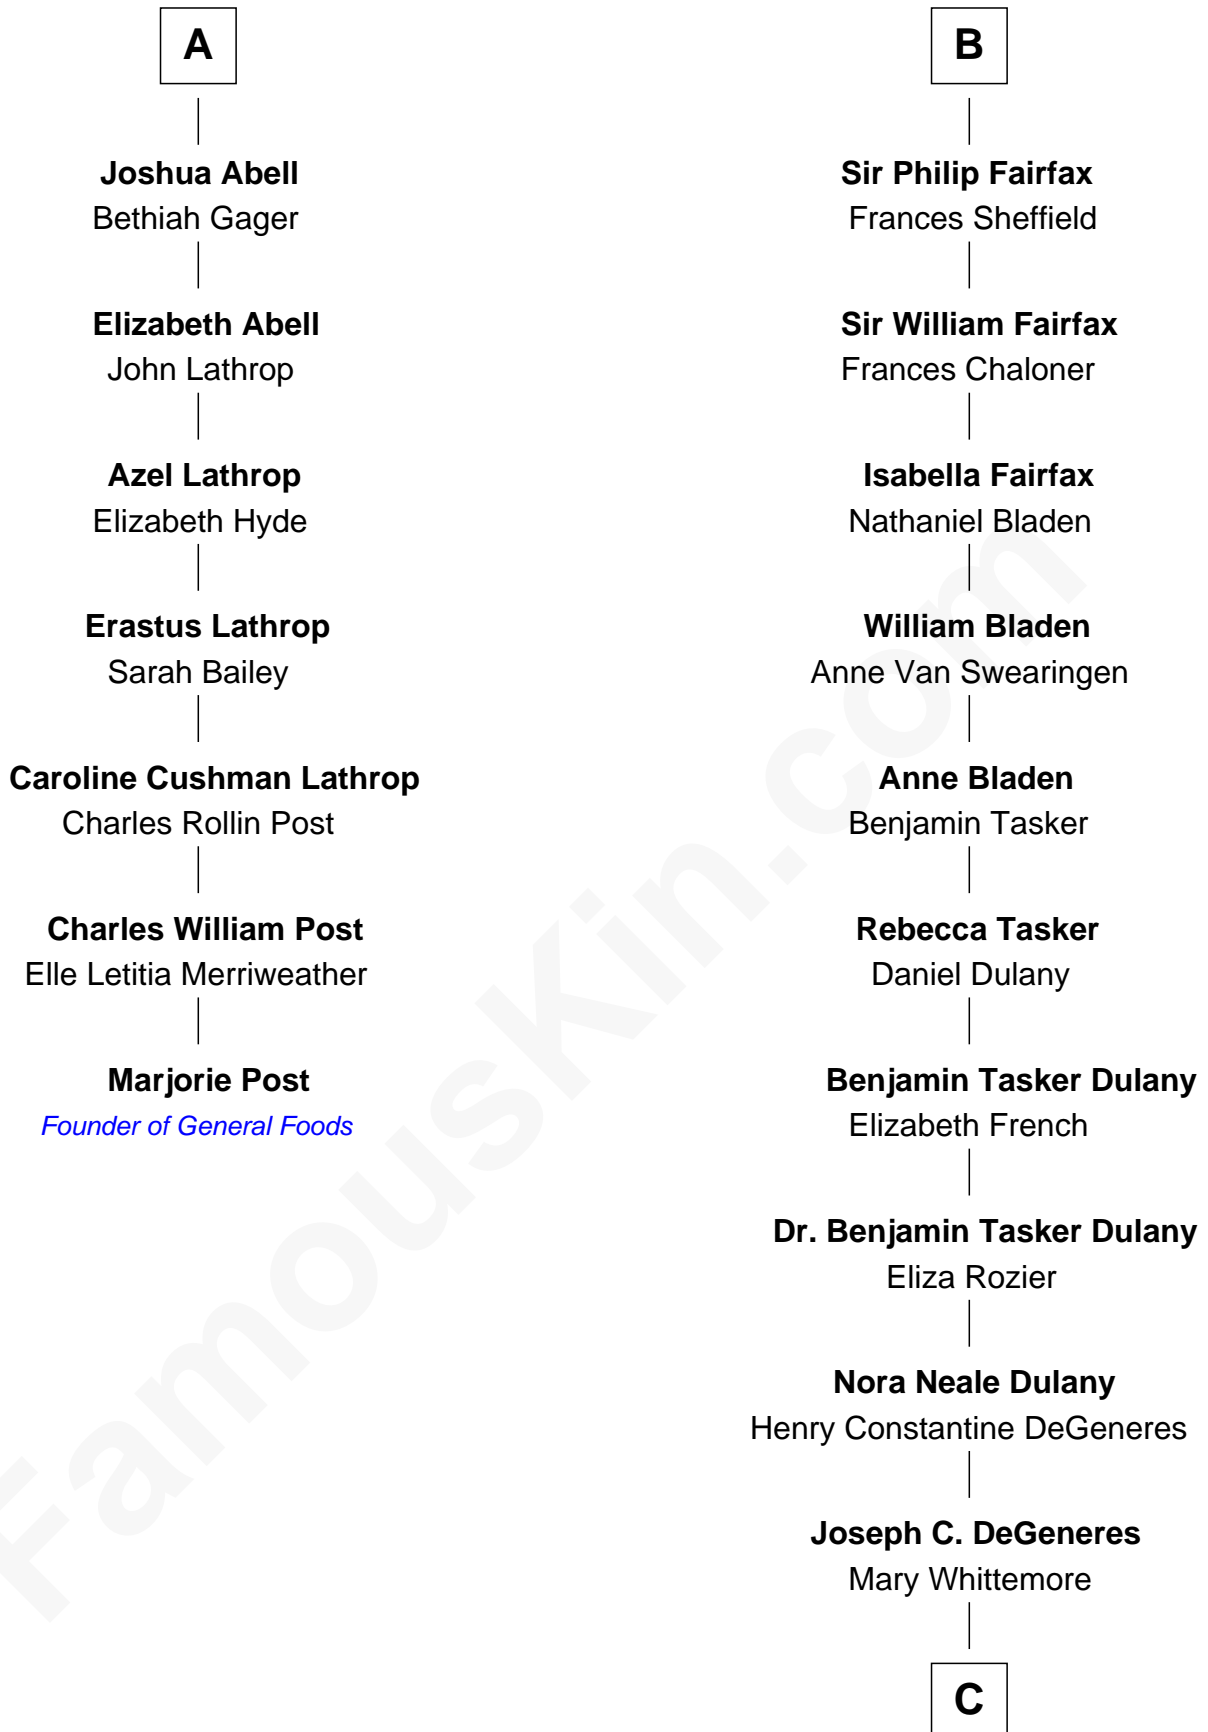 A
Joshua Abell
Bethiah Gager
Elizabeth Abell
John Lathrop
Azel Lathrop
Elizabeth Hyde
Erastus Lathrop
Sarah Bailey
Caroline Cushman Lathrop
Charles Rollin Post
Charles William Post
Elle Letitia Merriweather
Marjorie Post
Founder of General Foods
B
Sir Philip Fairfax
Frances Sheffield
Sir William Fairfax
Frances Chaloner
Isabella Fairfax
Nathaniel Bladen
William Bladen
Anne Van Swearingen
Anne Bladen
Benjamin Tasker
Rebecca Tasker
Daniel Dulany
Benjamin Tasker Dulany
Elizabeth French
Dr. Benjamin Tasker Dulany
Eliza Rozier
Nora Neale Dulany
Henry Constantine DeGeneres
Joseph C. DeGeneres
Mary Whittemore
C
FamousKin.com